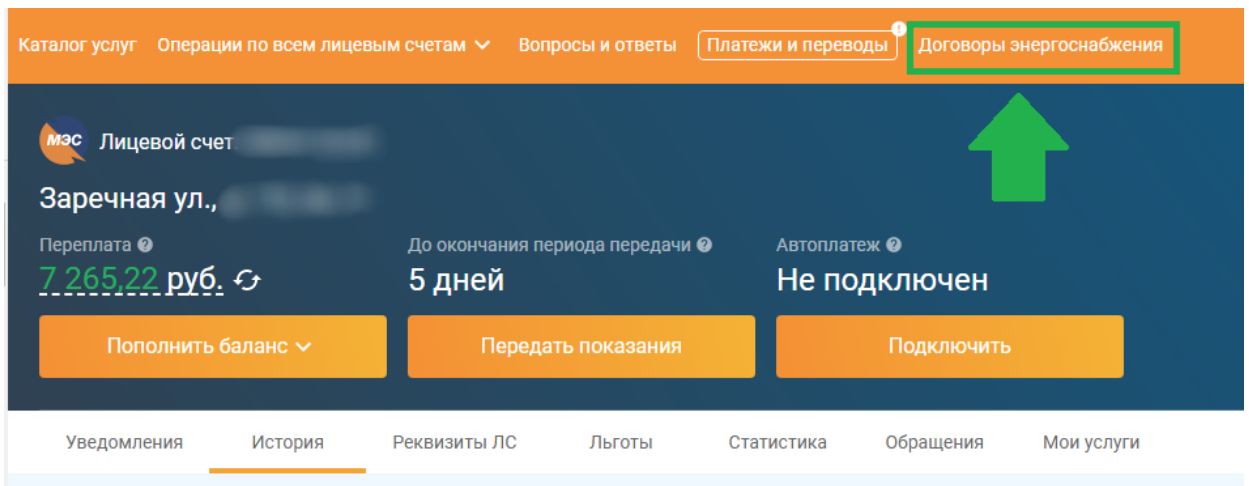 Каталог услуг Операции по всем лицевым счетам Вопросы и ответы Платежи и переводы ! Договоры энергоснабжения
мэс Лицевой счет
Заречная ул.,
Переплата ? До окончания периода передачи ? Автоплатеж ?
7 265,22 руб. 5 дней Не подключен
Пополнить баланс Передать показания Подключить
Уведомления История Реквизиты ЛС Льготы Статистика Обращения Мои услуги